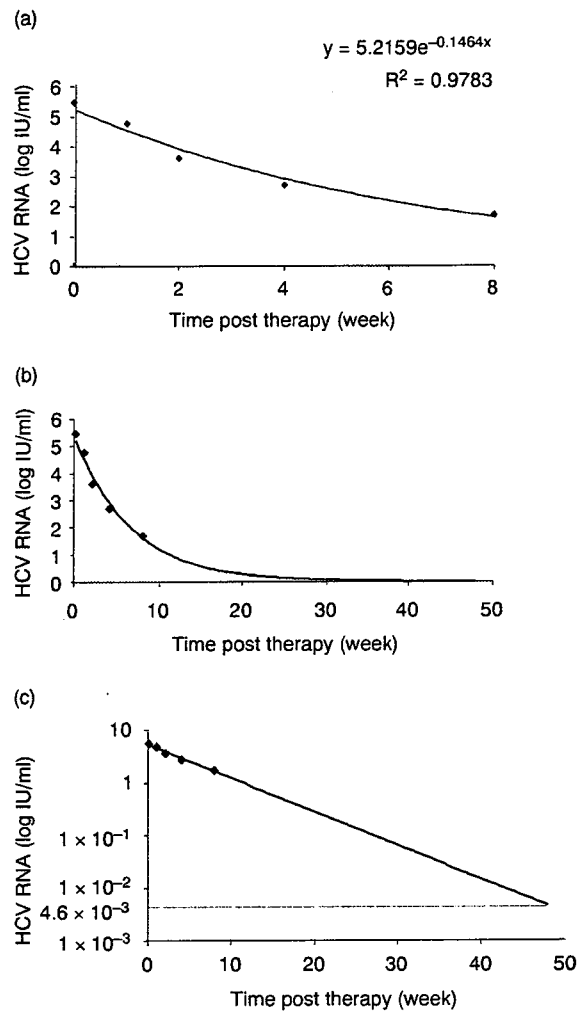 (a)
y = 5.2159e^−0.1464x
R² = 0.9783
HCV RNA (log IU/ml)
6
5
4
3
2
1
0
0 2 4 6 8
Time post therapy (week)
(b)
HCV RNA (log IU/ml)
6
5
4
3
2
1
0
0 10 20 30 40 50
Time post therapy (week)
(c)
HCV RNA (log IU/ml)
10
1
1 × 10⁻¹
1 × 10⁻²
4.6 × 10⁻³
1 × 10⁻³
0 10 20 30 40 50
Time post therapy (week)